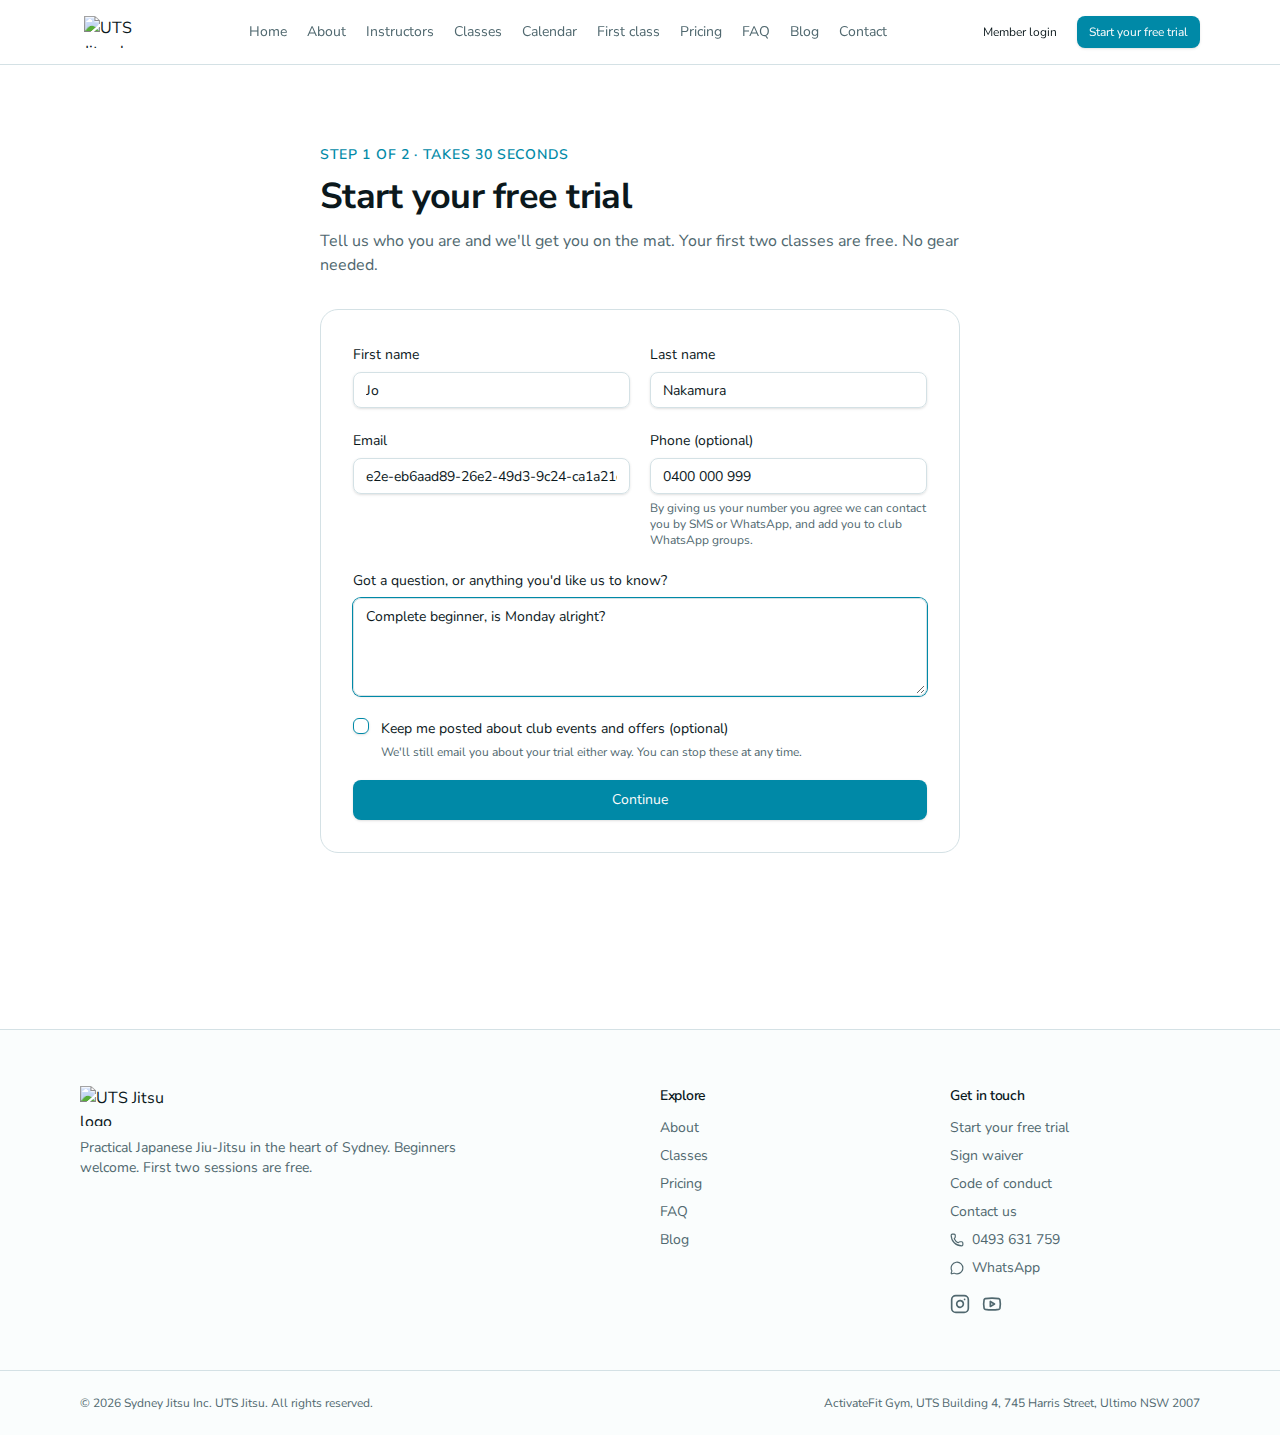 UTS
Home About Instructors Classes Calendar First class Pricing FAQ Blog Contact
Member login
Start your free trial
STEP 1 OF 2 · TAKES 30 SECONDS
Start your free trial
Tell us who you are and we'll get you on the mat. Your first two classes are free. No gear
needed.
First name
Last name
Jo
Nakamura
Email
Phone (optional)
e2e-eb6aad89-26e2-49d3-9c24-ca1a21
0400 000 999
By giving us your number you agree we can contact
you by SMS or WhatsApp, and add you to club
WhatsApp groups.
Got a question, or anything you'd like us to know?
Complete beginner, is Monday alright?
Keep me posted about club events and offers (optional)
We'll still email you about your trial either way. You can stop these at any time.
Continue
UTS Jitsu
logo
Practical Japanese Jiu-Jitsu in the heart of Sydney. Beginners
welcome. First two sessions are free.
Explore
About
Classes
Pricing
FAQ
Blog
Get in touch
Start your free trial
Sign waiver
Code of conduct
Contact us
0493 631 759
WhatsApp
© 2026 Sydney Jitsu Inc. UTS Jitsu. All rights reserved.
ActivateFit Gym, UTS Building 4, 745 Harris Street, Ultimo NSW 2007